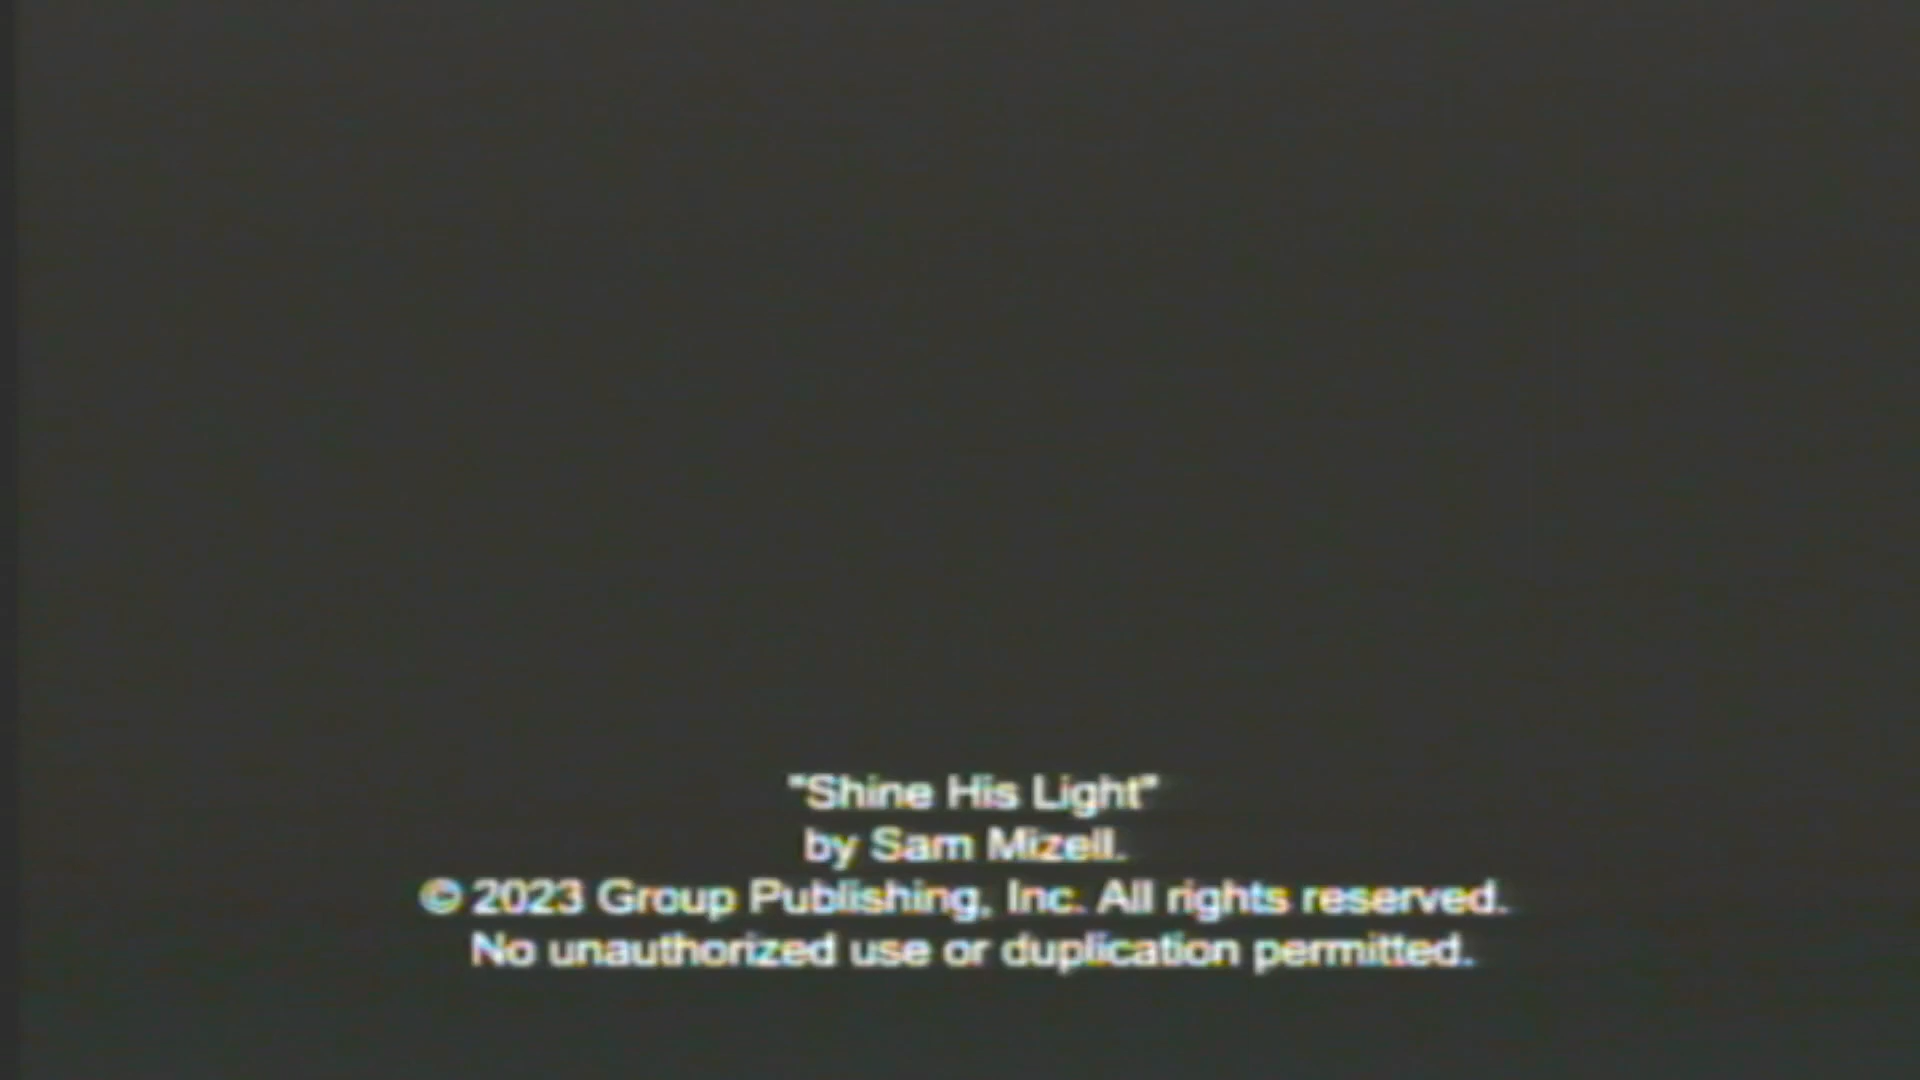 "Shine His Light"
by Sam Mizell.
© 2023 Group Publishing, Inc. All rights reserved.
No unauthorized use or duplication permitted.